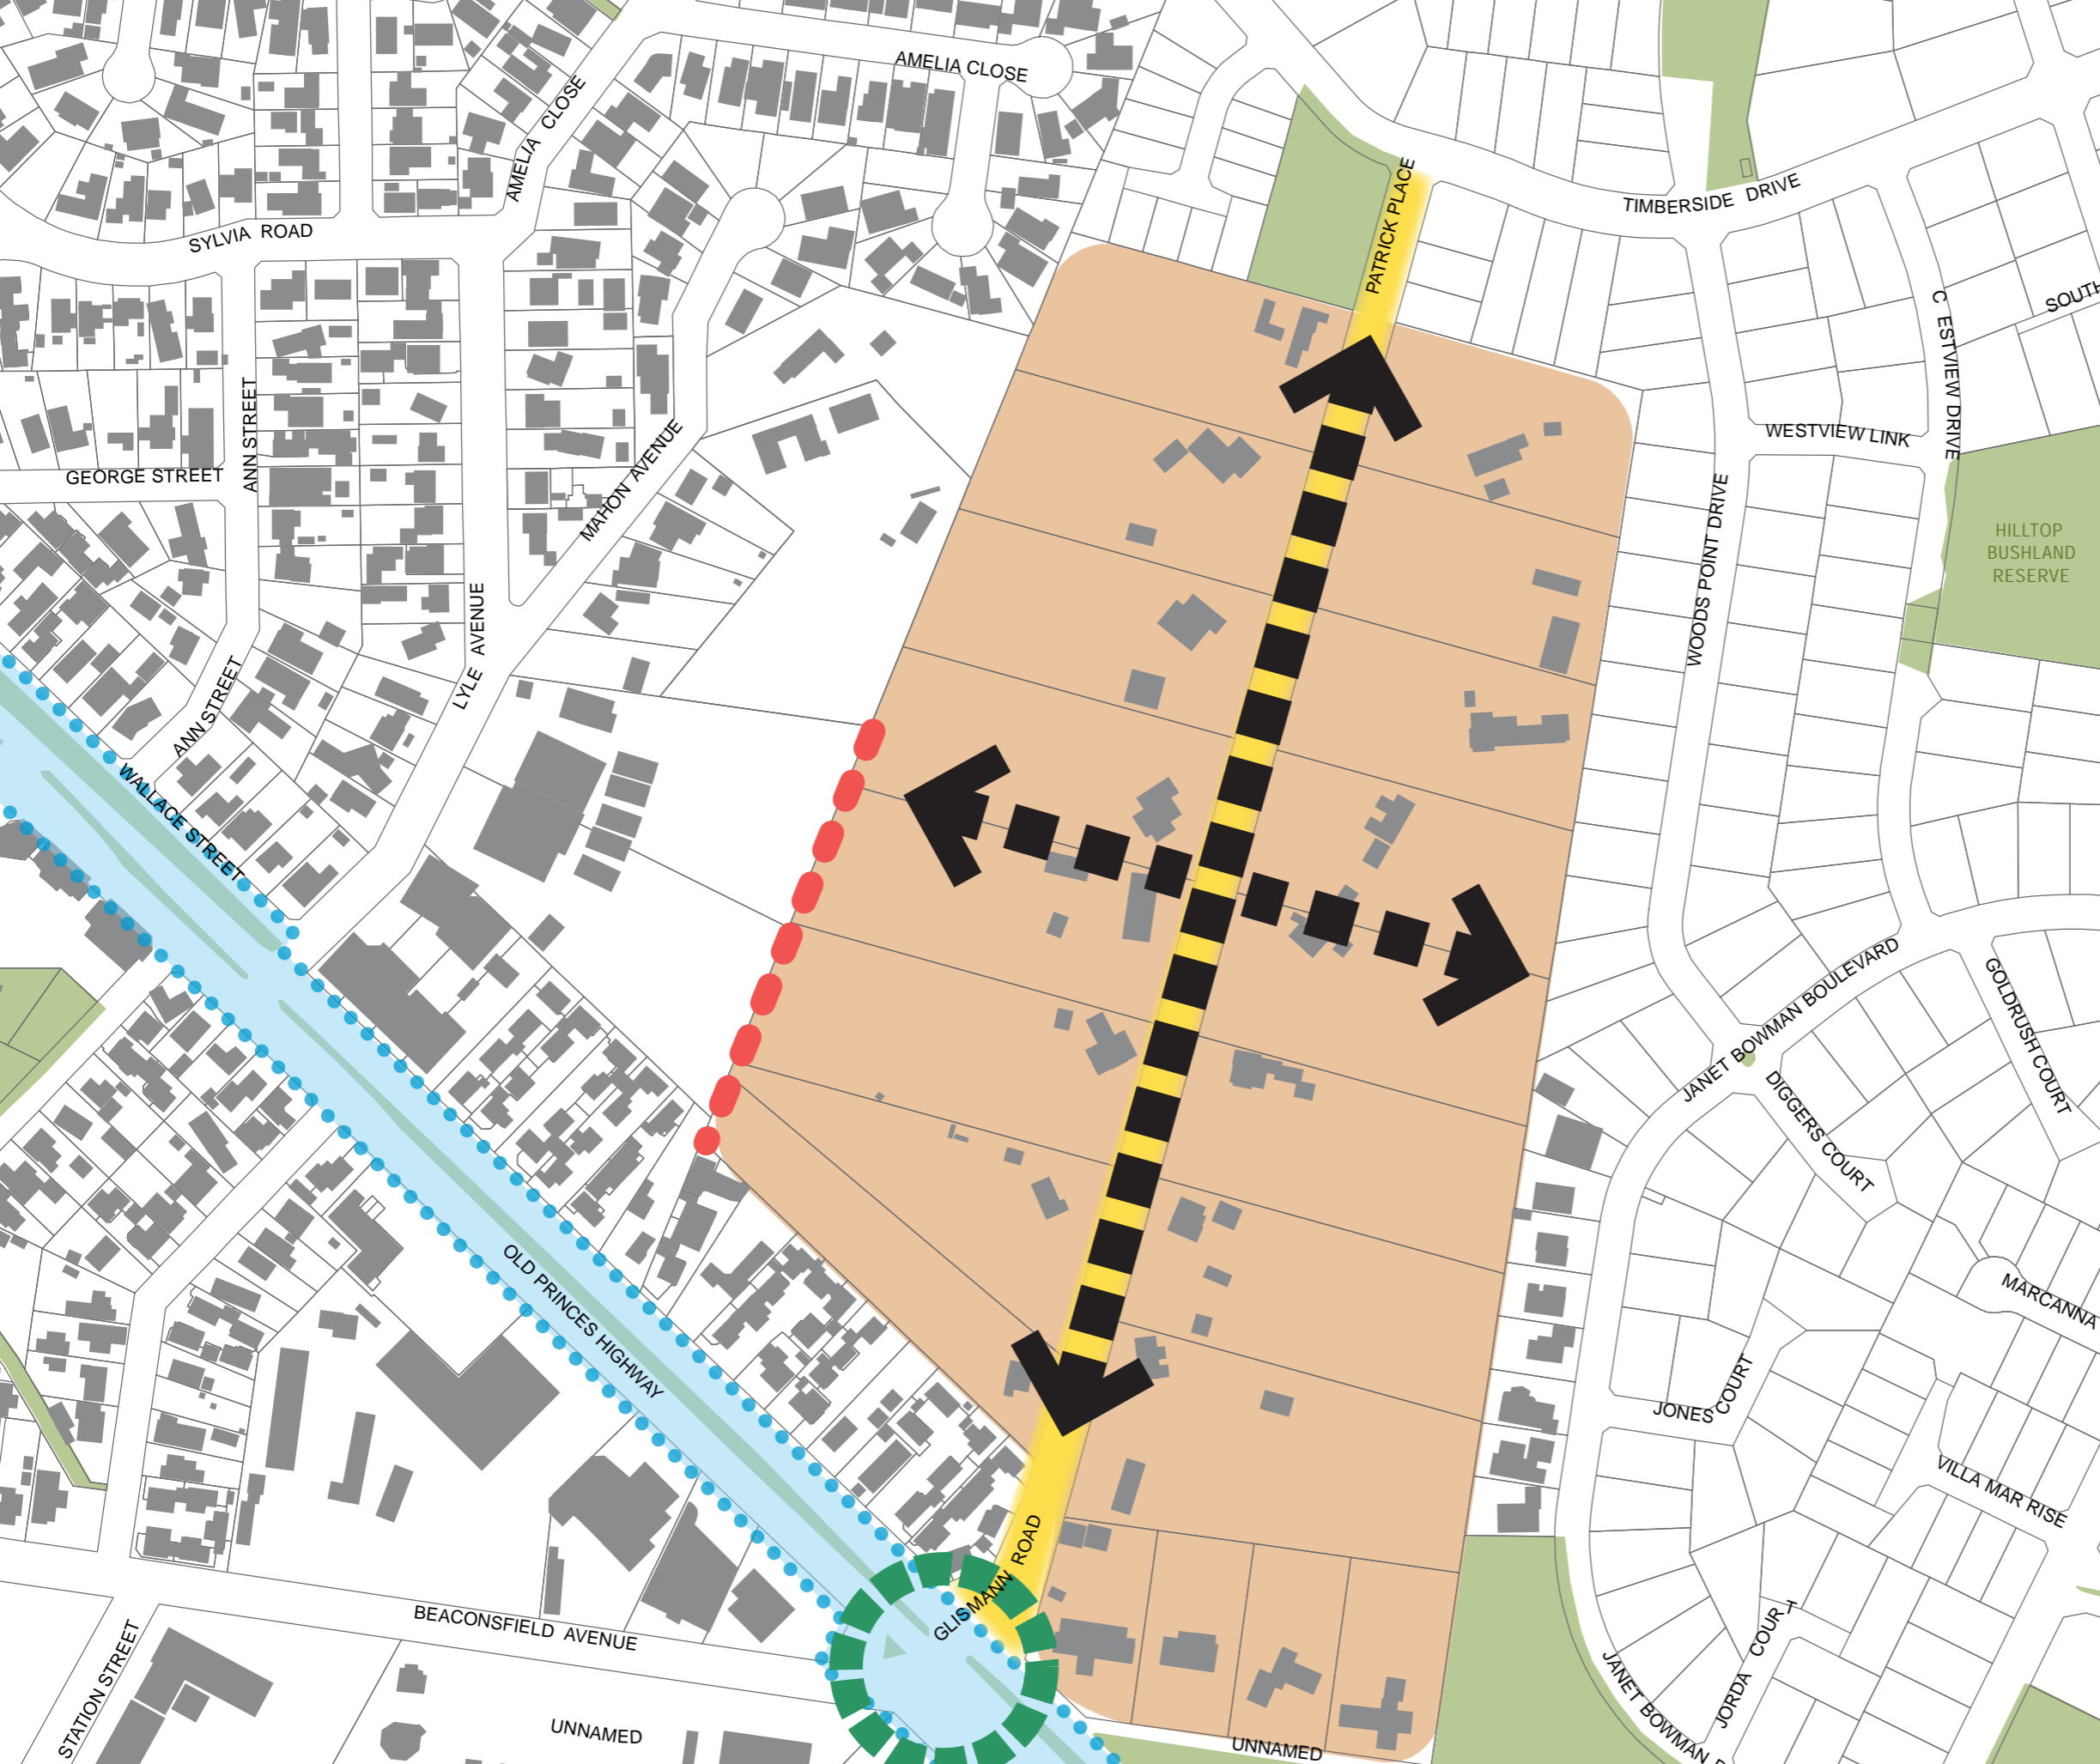 AMELIA CLOSE
AMELIA CLOSE
PATRICK PLACE
TIMBERSIDE DRIVE
SYLVIA ROAD
SOUTH
C ESTVIEW DRIVE
ANN STREET
WESTVIEW LINK
GEORGE STREET
MAHON AVENUE
WOODS POINT DRIVE
HILLTOP
BUSHLAND
RESERVE
LYLE AVENUE
ANN STREET
WALLACE STREET
JANET BOWMAN BOULEVARD
GOLDRUSH COURT
DIGGERS COURT
OLD PRINCES HIGHWAY
MARCANNA
JONES COURT
VILLA MAR RISE
GLISMANN ROAD
BEACONSFIELD AVENUE
STATION STREET
JORDA COURT
JANET BOWMAN
UNNAMED
UNNAMED